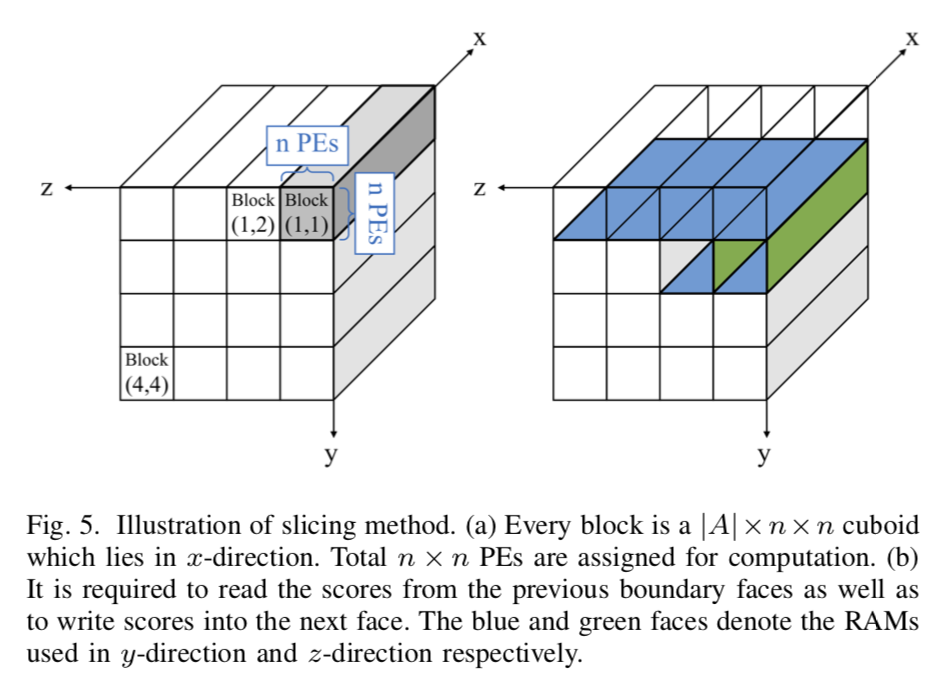 x
x
n PEs
z
z
Block
(1,2)
Block
(1,1)
n PEs
Block
(4,4)
y
y
Fig. 5. Illustration of slicing method. (a) Every block is a |A| × n × n cuboid
which lies in x-direction. Total n × n PEs are assigned for computation. (b)
It is required to read the scores from the previous boundary faces as well as
to write scores into the next face. The blue and green faces denote the RAMs
used in y-direction and z-direction respectively.